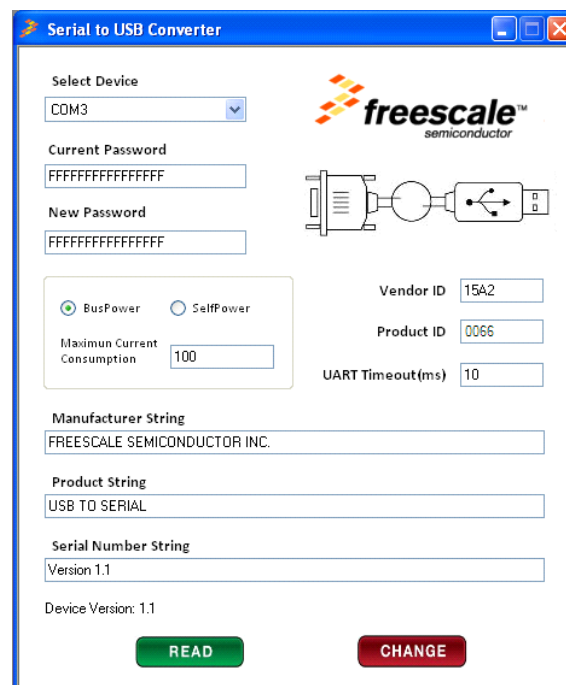 Serial to USB Converter
Select Device
COM3
freescale™
semiconductor
Current Password
FFFFFFFFFFFFFFFF
New Password
FFFFFFFFFFFFFFFF
BusPower
SelfPower
Maximun Current
Consumption
100
Vendor ID
15A2
Product ID
0066
UART Timeout(ms)
10
Manufacturer String
FREESCALE SEMICONDUCTOR INC.
Product String
USB TO SERIAL
Serial Number String
Version 1.1
Device Version: 1.1
READ
CHANGE